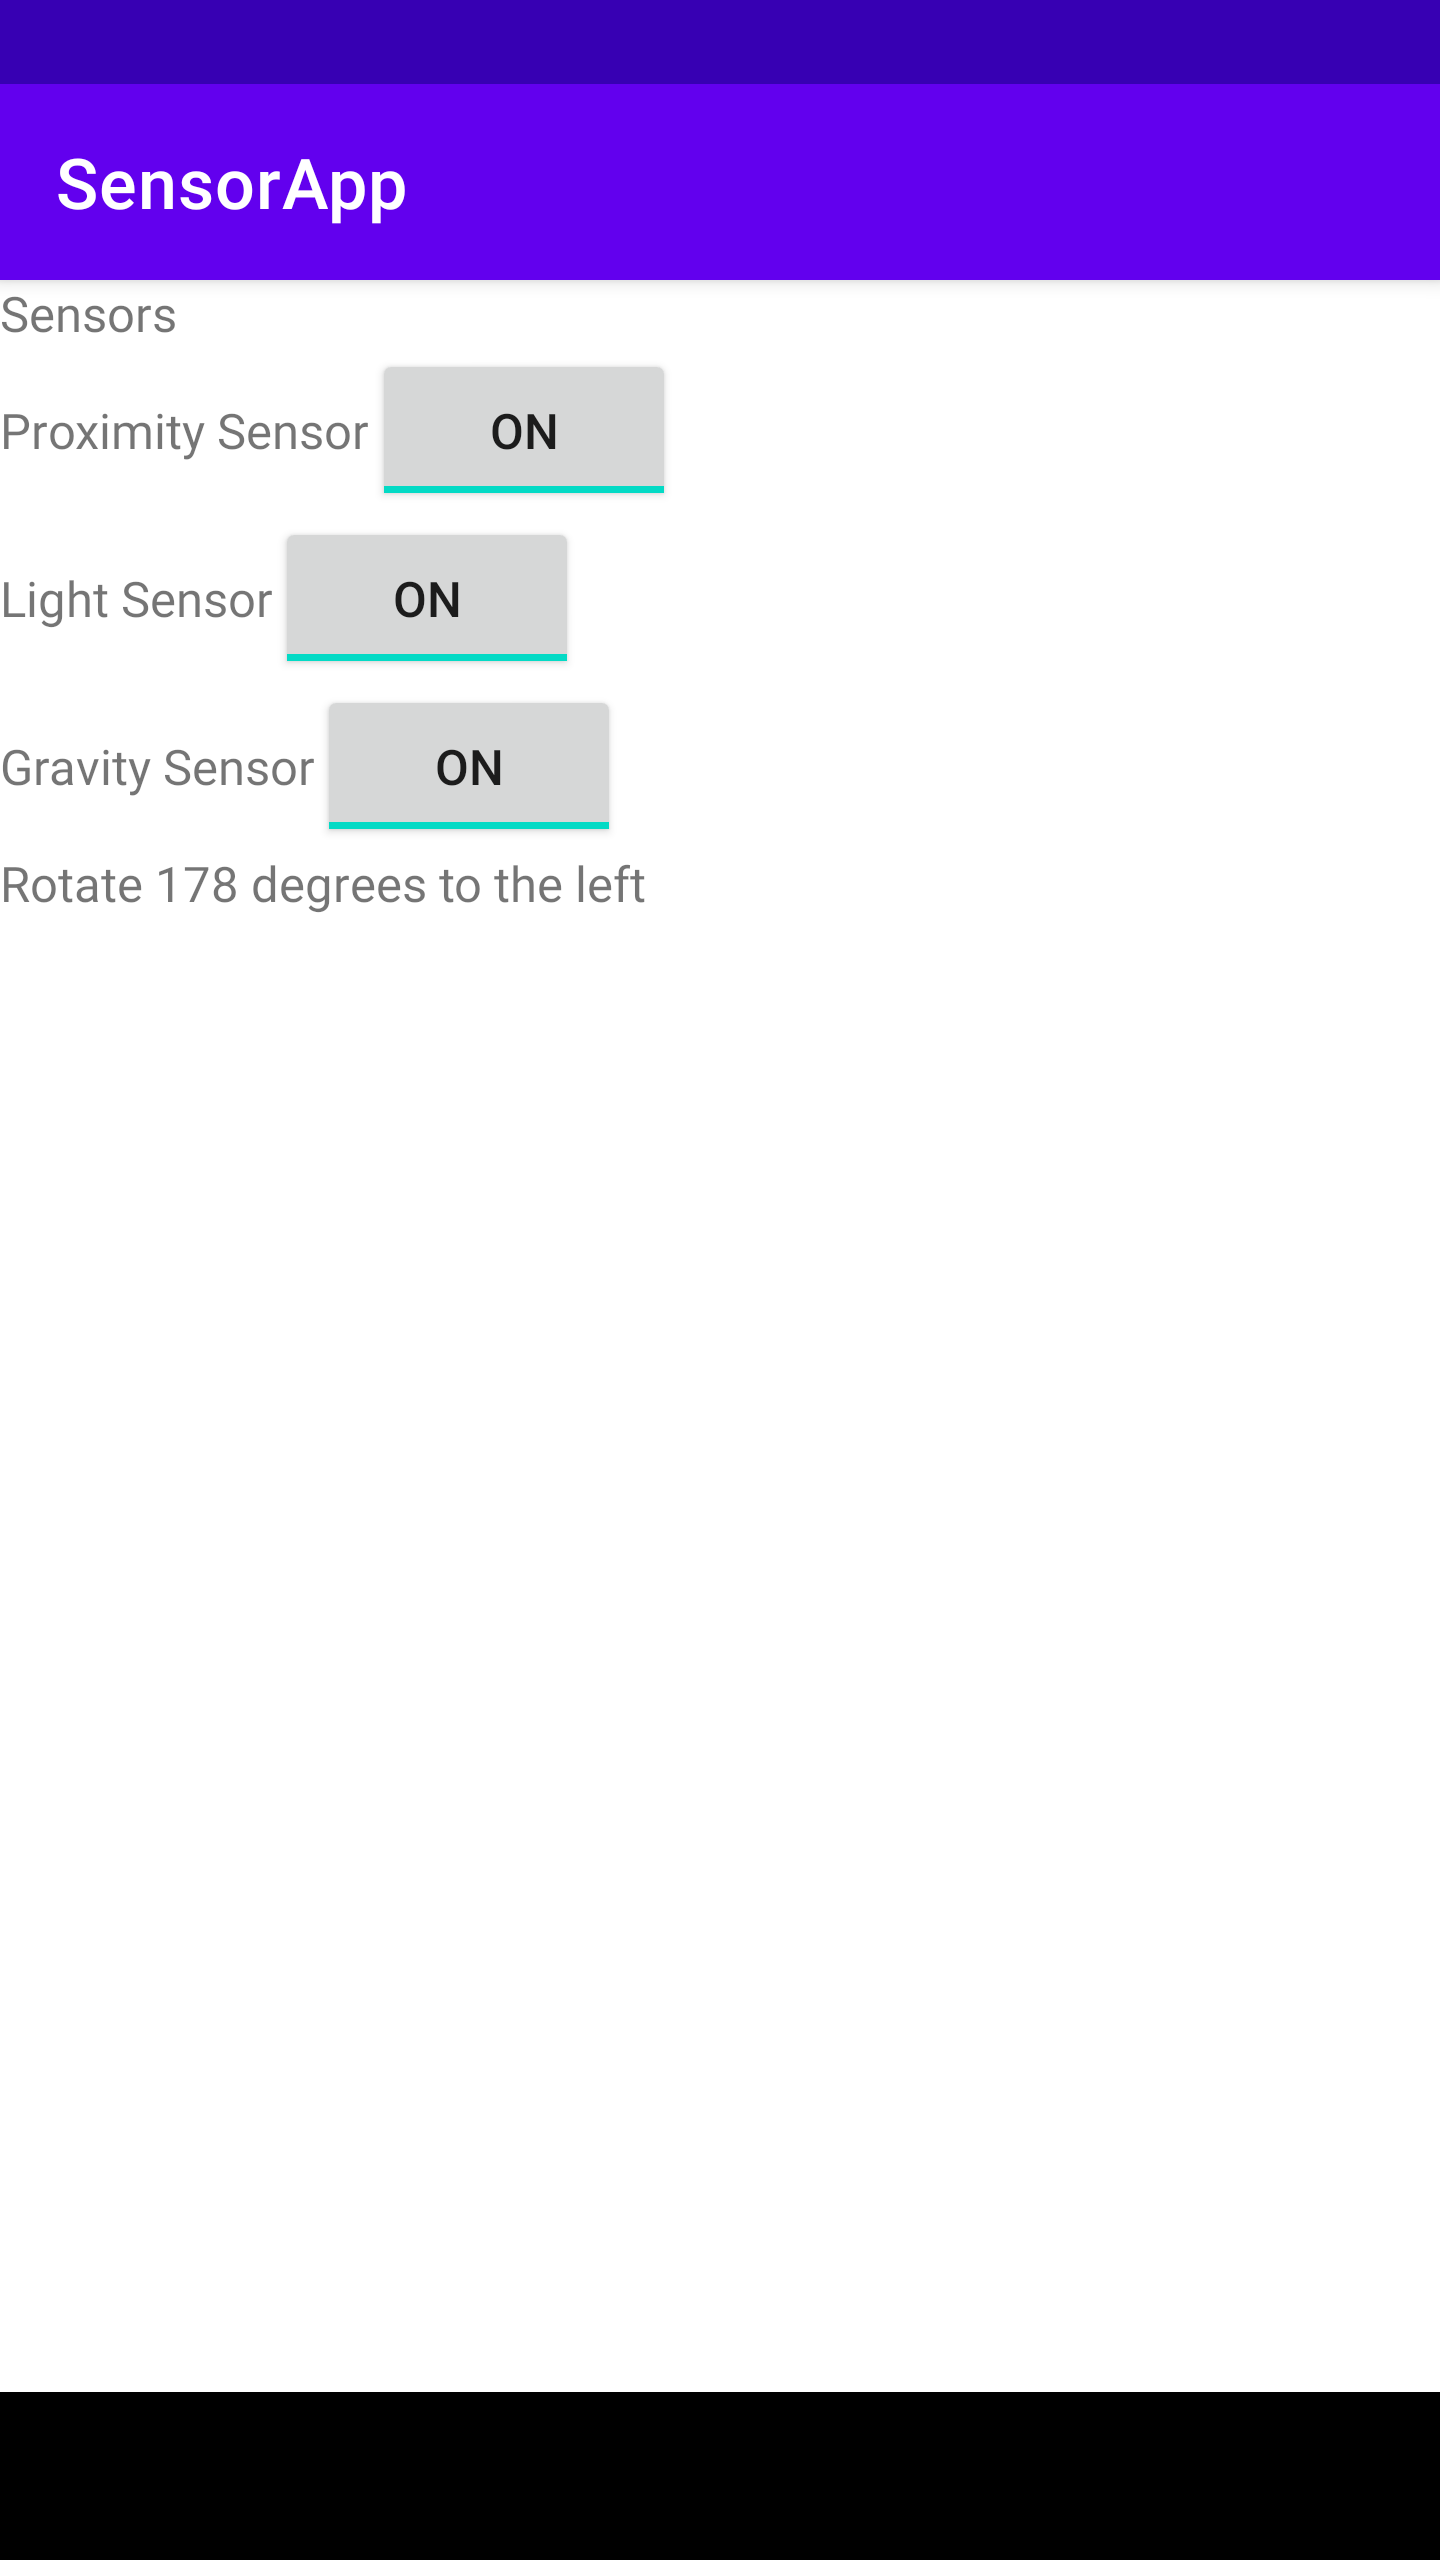 SensorApp
Sensors
Proximity Sensor ON
Light Sensor ON
Gravity Sensor ON
Rotate 178 degrees to the left